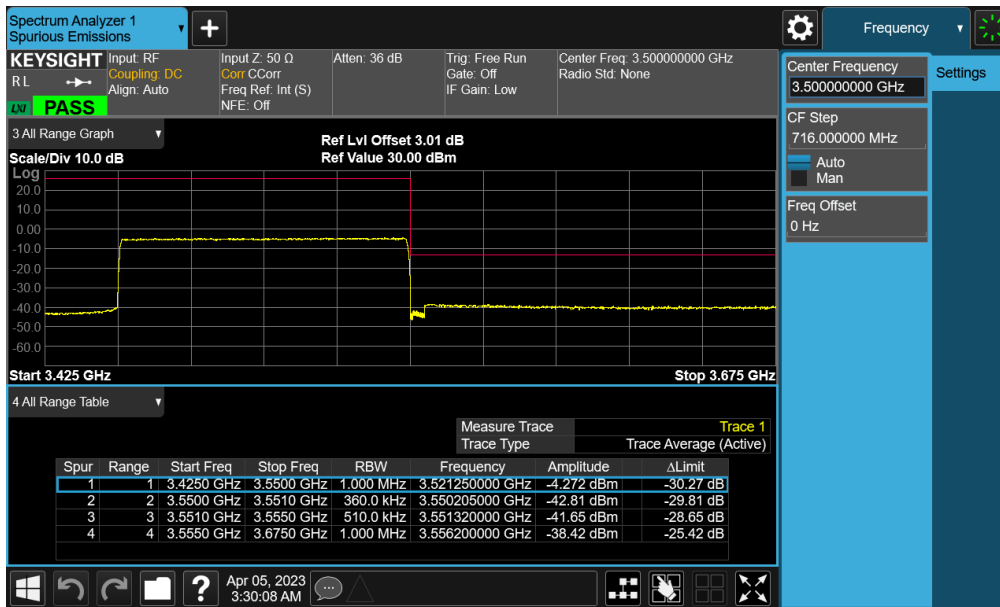 Spectrum Analyzer 1
Spurious Emissions
Frequency
KEYSIGHT
RL
LXI PASS
Input: RF
Coupling: DC
Align: Auto
Input Z: 50 Ω
Corr CCorr
Freq Ref: Int (S)
NFE: Off
Atten: 36 dB
Trig: Free Run
Gate: Off
IF Gain: Low
Center Freq: 3.500000000 GHz
Radio Std: None
Center Frequency
3.500000000 GHz
Settings
CF Step
716.000000 MHz
Auto
Man
Freq Offset
0 Hz
3 All Range Graph
Ref Lvl Offset 3.01 dB
Scale/Div 10.0 dB
Ref Value 30.00 dBm
Log
20.0
10.0
0.00
-10.0
-20.0
-30.0
-40.0
-50.0
-60.0
Start 3.425 GHz
Stop 3.675 GHz
4 All Range Table
Measure Trace Trace 1
Trace Type Trace Average (Active)
Spur Range Start Freq Stop Freq RBW Frequency Amplitude ΔLimit
1 1 3.4250 GHz 3.5500 GHz 1.000 MHz 3.521250000 GHz -4.272 dBm -30.27 dB
2 2 3.5500 GHz 3.5510 GHz 360.0 kHz 3.550205000 GHz -42.81 dBm -29.81 dB
3 3 3.5510 GHz 3.5550 GHz 510.0 kHz 3.551320000 GHz -41.65 dBm -28.65 dB
4 4 3.5550 GHz 3.6750 GHz 1.000 MHz 3.556200000 GHz -38.42 dBm -25.42 dB
?
Apr 05, 2023
3:30:08 AM